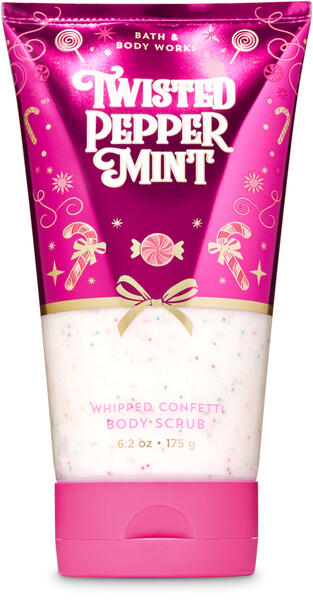 BATH &
BODY WORKS
TWISTED
PEPPER
MINT
WHIPPED CONFETTI
BODY SCRUB
6.2 oz • 175 g